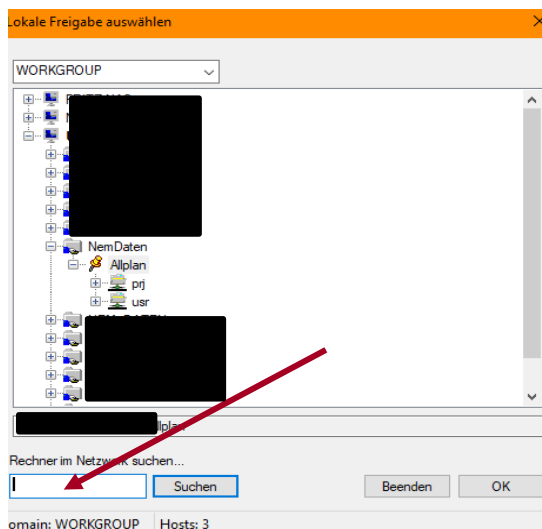 Lokale Freigabe auswählen
WORKGROUP
NemDaten
Allplan
prj
usr
Rechner im Netzwerk suchen...
Suchen
Beenden
OK
omain: WORKGROUP Hosts: 3